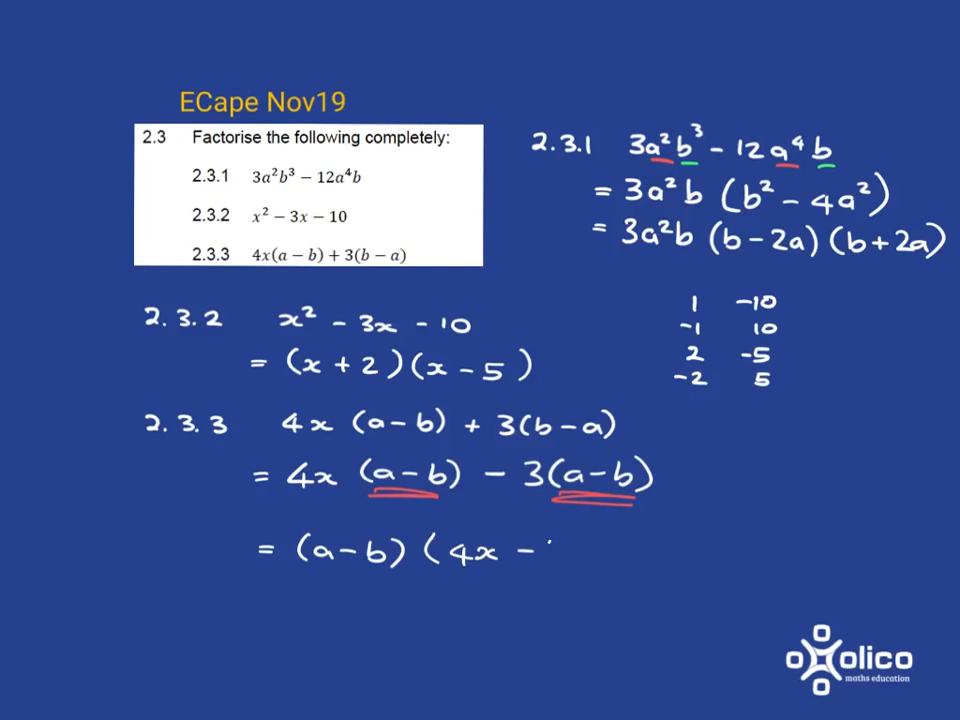 ECape Nov19
2.3 Factorise the following completely:
2.3.1 3a²b³ − 12a⁴b
2.3.2 x² − 3x − 10
2.3.3 4x(a − b) + 3(b − a)
2.3.1 3a²b³ − 12a⁴b
= 3a²b (b² − 4a²)
= 3a²b (b − 2a)(b + 2a)
2.3.2 x² − 3x − 10
= (x + 2)(x − 5)
1 −10
−1 10
2 −5
−2 5
2.3.3 4x (a − b) + 3(b − a)
= 4x (a − b) − 3(a − b)
= (a − b)(4x −
olico
maths education